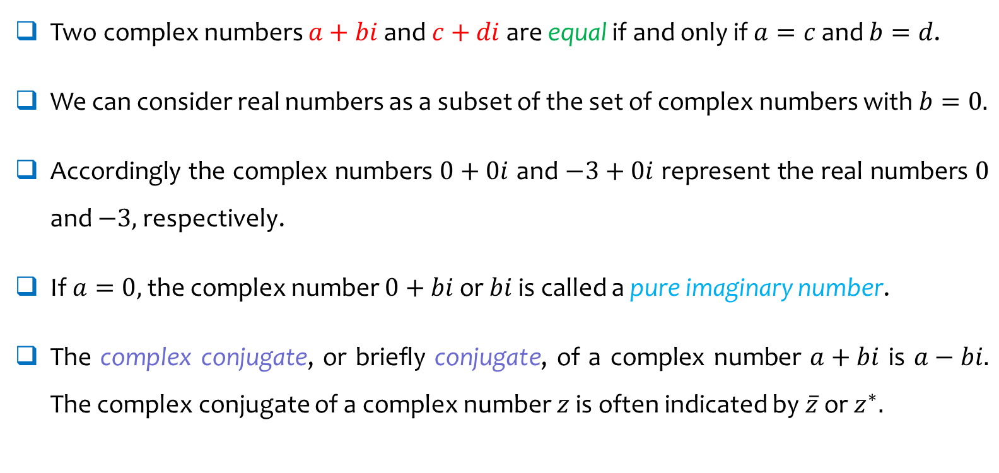 ❑ Two complex numbers a + bi and c + di are equal if and only if a = c and b = d.
❑ We can consider real numbers as a subset of the set of complex numbers with b = 0.
❑ Accordingly the complex numbers 0 + 0i and −3 + 0i represent the real numbers 0
and −3, respectively.
❑ If a = 0, the complex number 0 + bi or bi is called a pure imaginary number.
❑ The complex conjugate, or briefly conjugate, of a complex number a + bi is a − bi.
The complex conjugate of a complex number z is often indicated by z̄ or z*.